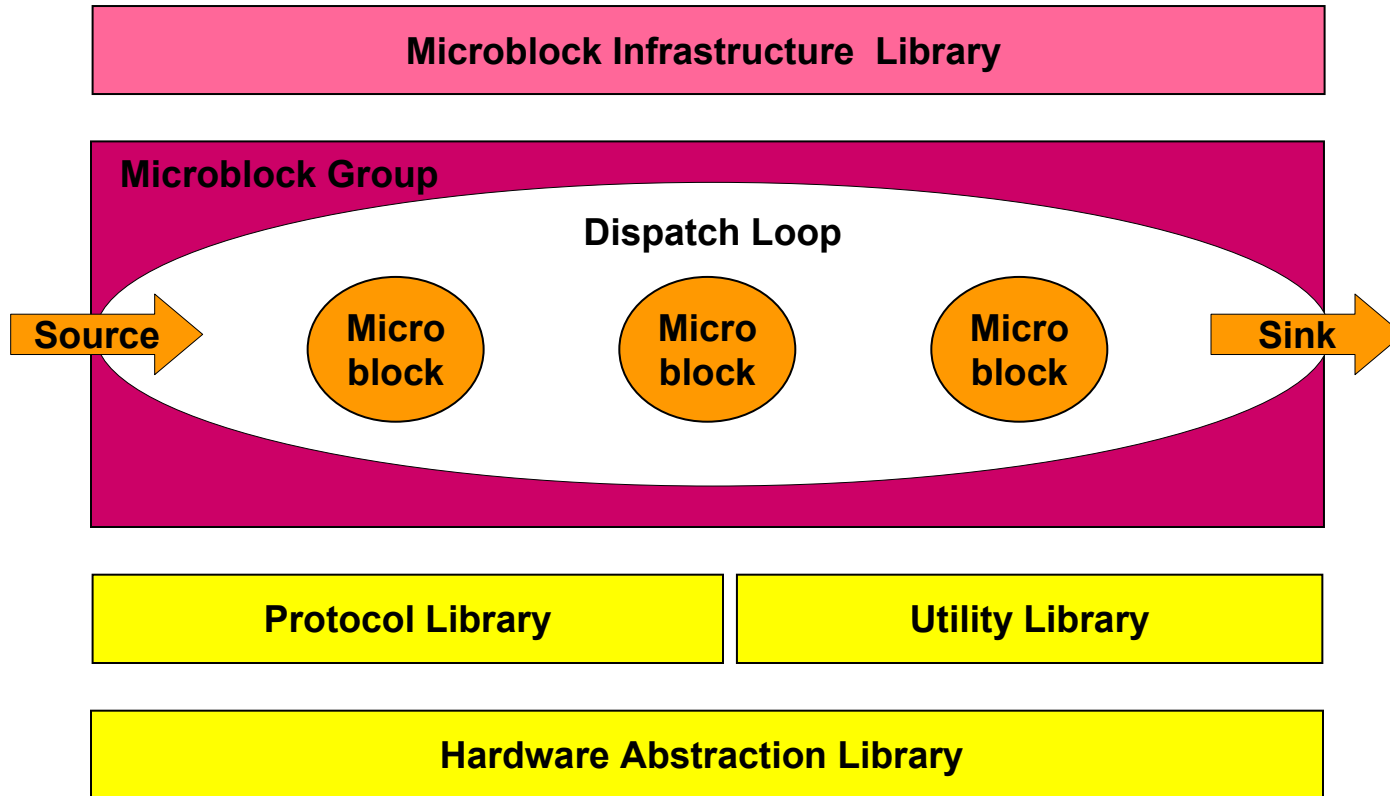 Microblock Infrastructure  Library
Microblock Group
Dispatch Loop
Source
Micro
block
Micro
block
Micro
block
Sink
Protocol Library
Utility Library
Hardware Abstraction Library